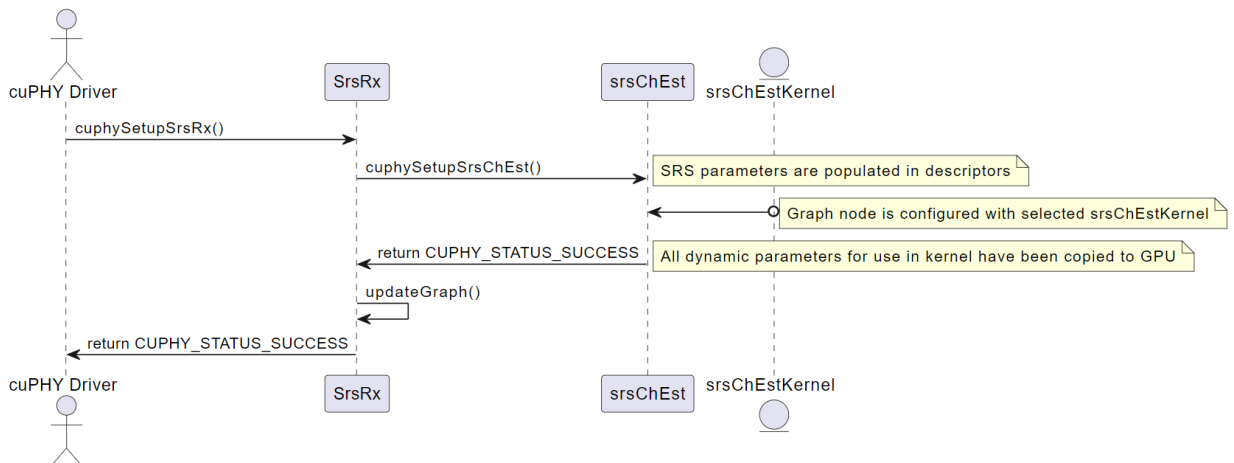 cuPHY Driver
SrsRx
srsChEst
srsChEstKernel
cuphySetupSrsRx()
cuphySetupSrsChEst()
SRS parameters are populated in descriptors
Graph node is configured with selected srsChEstKernel
return CUPHY_STATUS_SUCCESS
All dynamic parameters for use in kernel have been copied to GPU
updateGraph()
return CUPHY_STATUS_SUCCESS
cuPHY Driver
SrsRx
srsChEst
srsChEstKernel